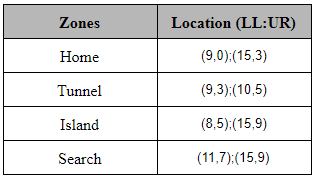 Zones Location (LL:UR)
Home (9,0);(15,3)
Tunnel (9,3);(10,5)
Island (8,5);(15,9)
Search (11,7);(15,9)